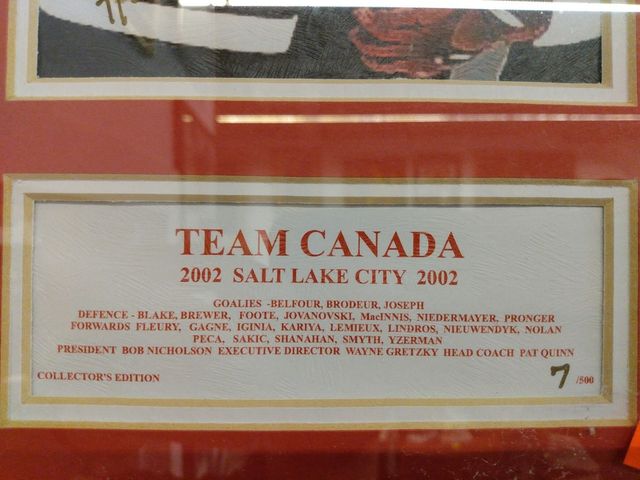 TEAM CANADA
2002 SALT LAKE CITY 2002
GOALIES -BELFOUR, BRODEUR, JOSEPH
DEFENCE - BLAKE, BREWER, FOOTE, JOVANOVSKI, MacINNIS, NIEDERMAYER, PRONGER
FORWARDS FLEURY, GAGNE, IGINIA, KARIYA, LEMIEUX, LINDROS, NIEUWENDYK, NOLAN
PECA, SAKIC, SHANAHAN, SMYTH, YZERMAN
PRESIDENT BOB NICHOLSON EXECUTIVE DIRECTOR WAYNE GRETZKY HEAD COACH PAT QUINN
COLLECTOR'S EDITION 7 /500